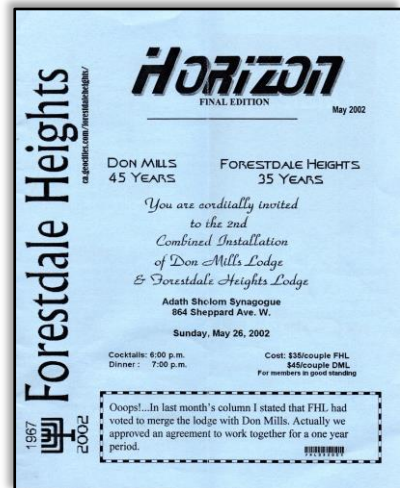 Horizon
FINAL EDITION
May 2002
Forestdale Heights
ca.geocities.com/forestdaleheights/
1967
2002
DON MILLS
45 YEARS
FORESTDALE HEIGHTS
35 YEARS
You are cordially invited
to the 2nd
Combined Installation
of Don Mills Lodge
& Forestdale Heights Lodge
Adath Sholom Synagogue
864 Sheppard Ave. W.
Sunday, May 26, 2002
Cocktails: 6:00 p.m.
Dinner : 7:00 p.m.
Cost: $35/couple FHL
$45/couple DML
For members in good standing
Ooops!...In last month's column I stated that FHL had
voted to merge the lodge with Don Mills. Actually we
approved an agreement to work together for a one year
period.